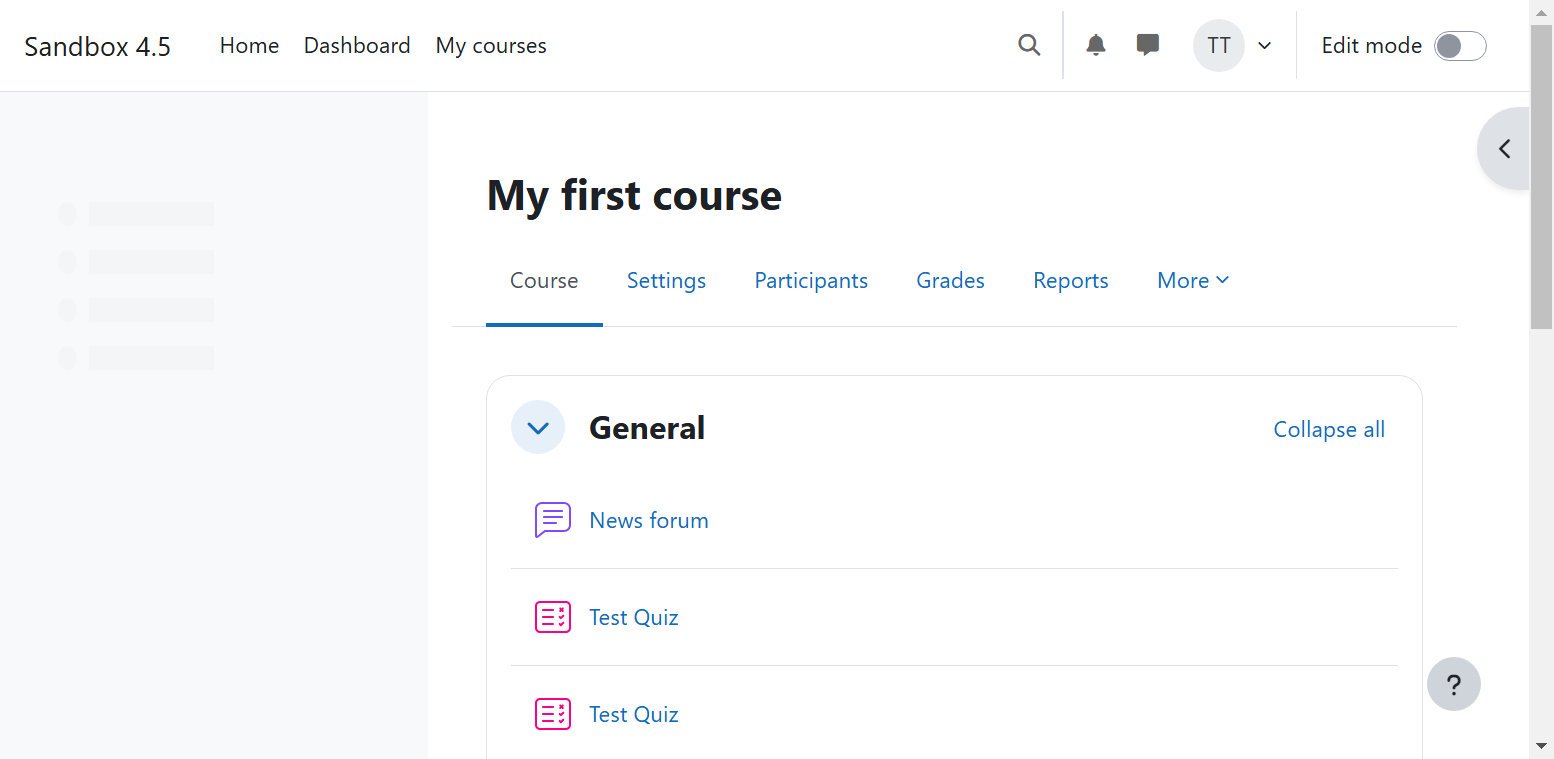 Sandbox 4.5 Home Dashboard My courses TT Edit mode
My first course
Course Settings Participants Grades Reports More
General Collapse all
News forum
Test Quiz
Test Quiz
?